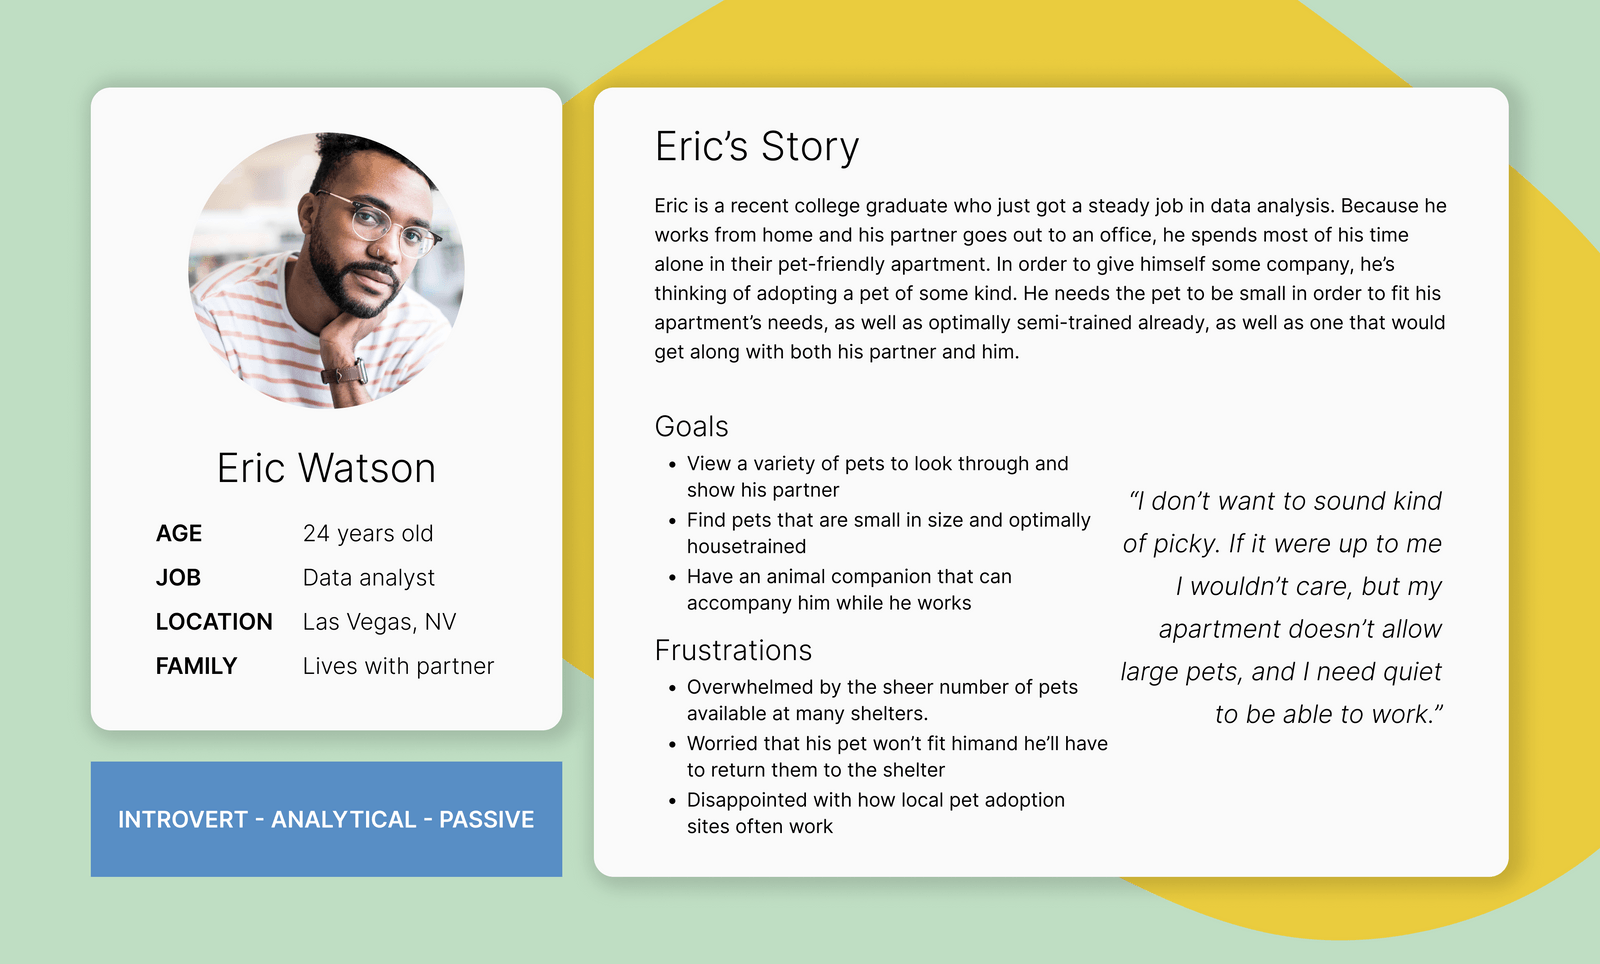 Eric Watson
AGE 24 years old
JOB Data analyst
LOCATION Las Vegas, NV
FAMILY Lives with partner
INTROVERT - ANALYTICAL - PASSIVE
Eric’s Story
Eric is a recent college graduate who just got a steady job in data analysis. Because he
works from home and his partner goes out to an office, he spends most of his time
alone in their pet-friendly apartment. In order to give himself some company, he’s
thinking of adopting a pet of some kind. He needs the pet to be small in order to fit his
apartment’s needs, as well as optimally semi-trained already, as well as one that would
get along with both his partner and him.
Goals
• View a variety of pets to look through and
show his partner
• Find pets that are small in size and optimally
housetrained
• Have an animal companion that can
accompany him while he works
Frustrations
• Overwhelmed by the sheer number of pets
available at many shelters.
• Worried that his pet won’t fit himand he’ll have
to return them to the shelter
• Disappointed with how local pet adoption
sites often work
“I don’t want to sound kind
of picky. If it were up to me
I wouldn’t care, but my
apartment doesn’t allow
large pets, and I need quiet
to be able to work.”